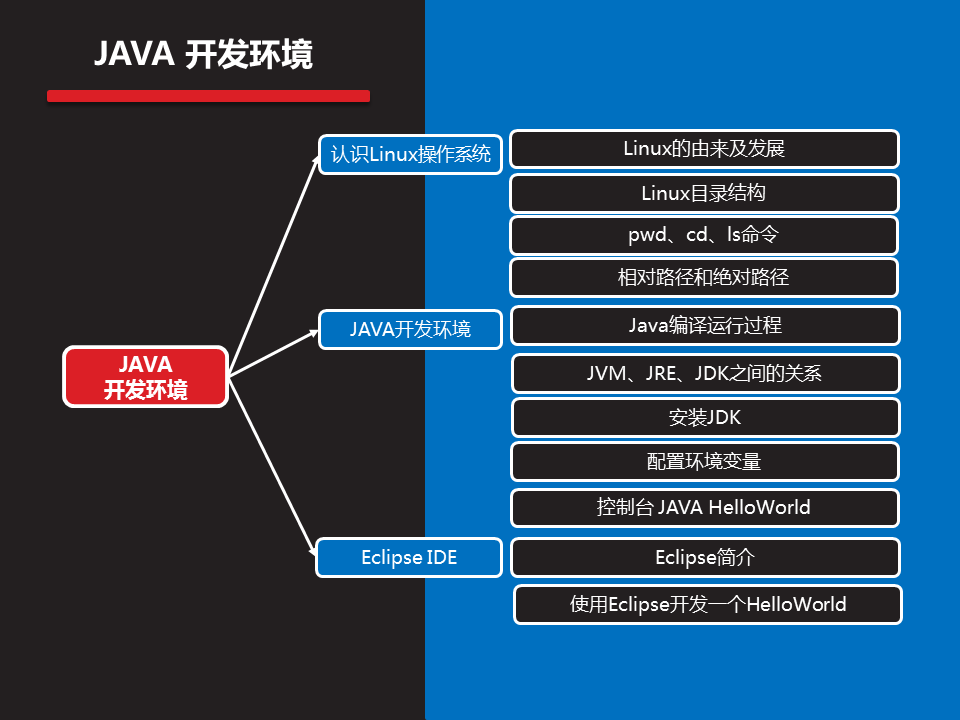 JAVA 开发环境
JAVA
开发环境
认识Linux操作系统
Linux的由来及发展
Linux目录结构
pwd、cd、ls命令
相对路径和绝对路径
JAVA开发环境
Java编译运行过程
JVM、JRE、JDK之间的关系
安装JDK
配置环境变量
控制台 JAVA HelloWorld
Eclipse IDE
Eclipse简介
使用Eclipse开发一个HelloWorld